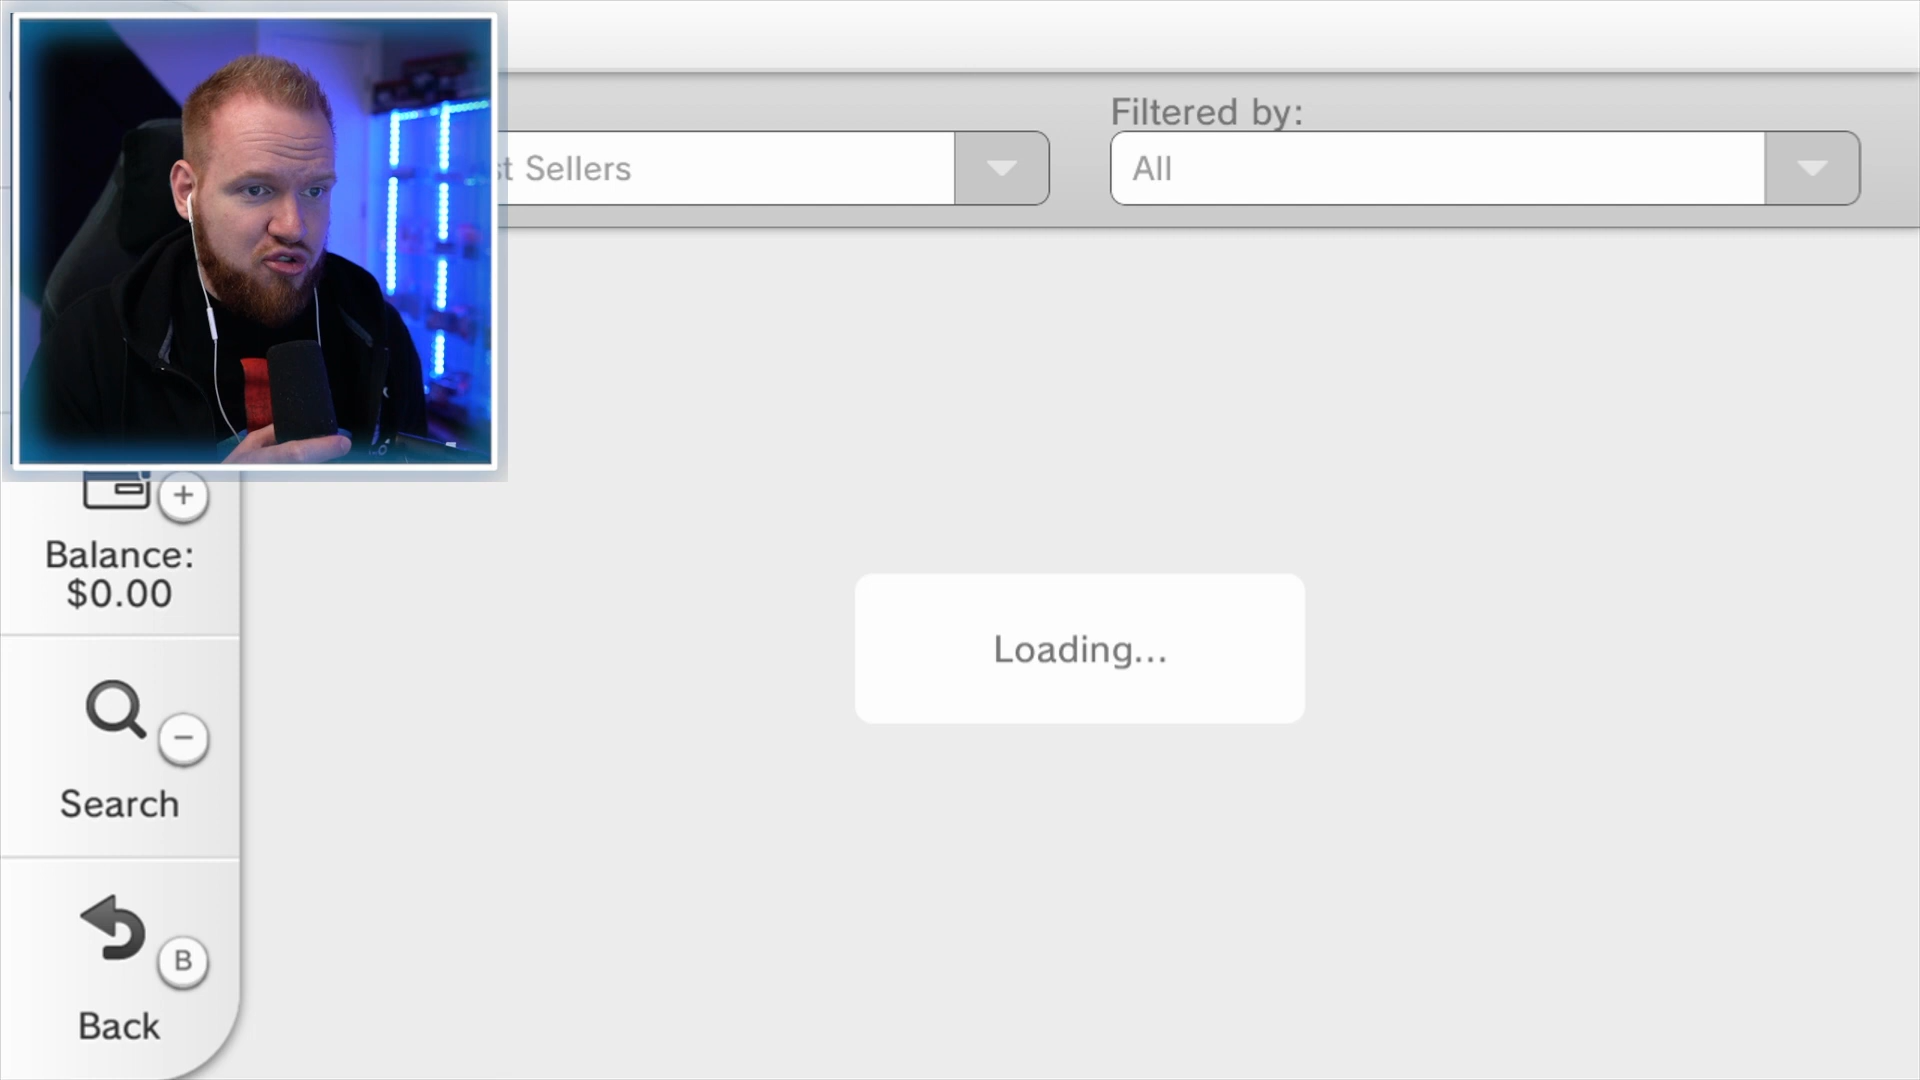 Filtered by:
Sellers
All
Loading...
+
Balance:
$0.00
−
Search
B
Back